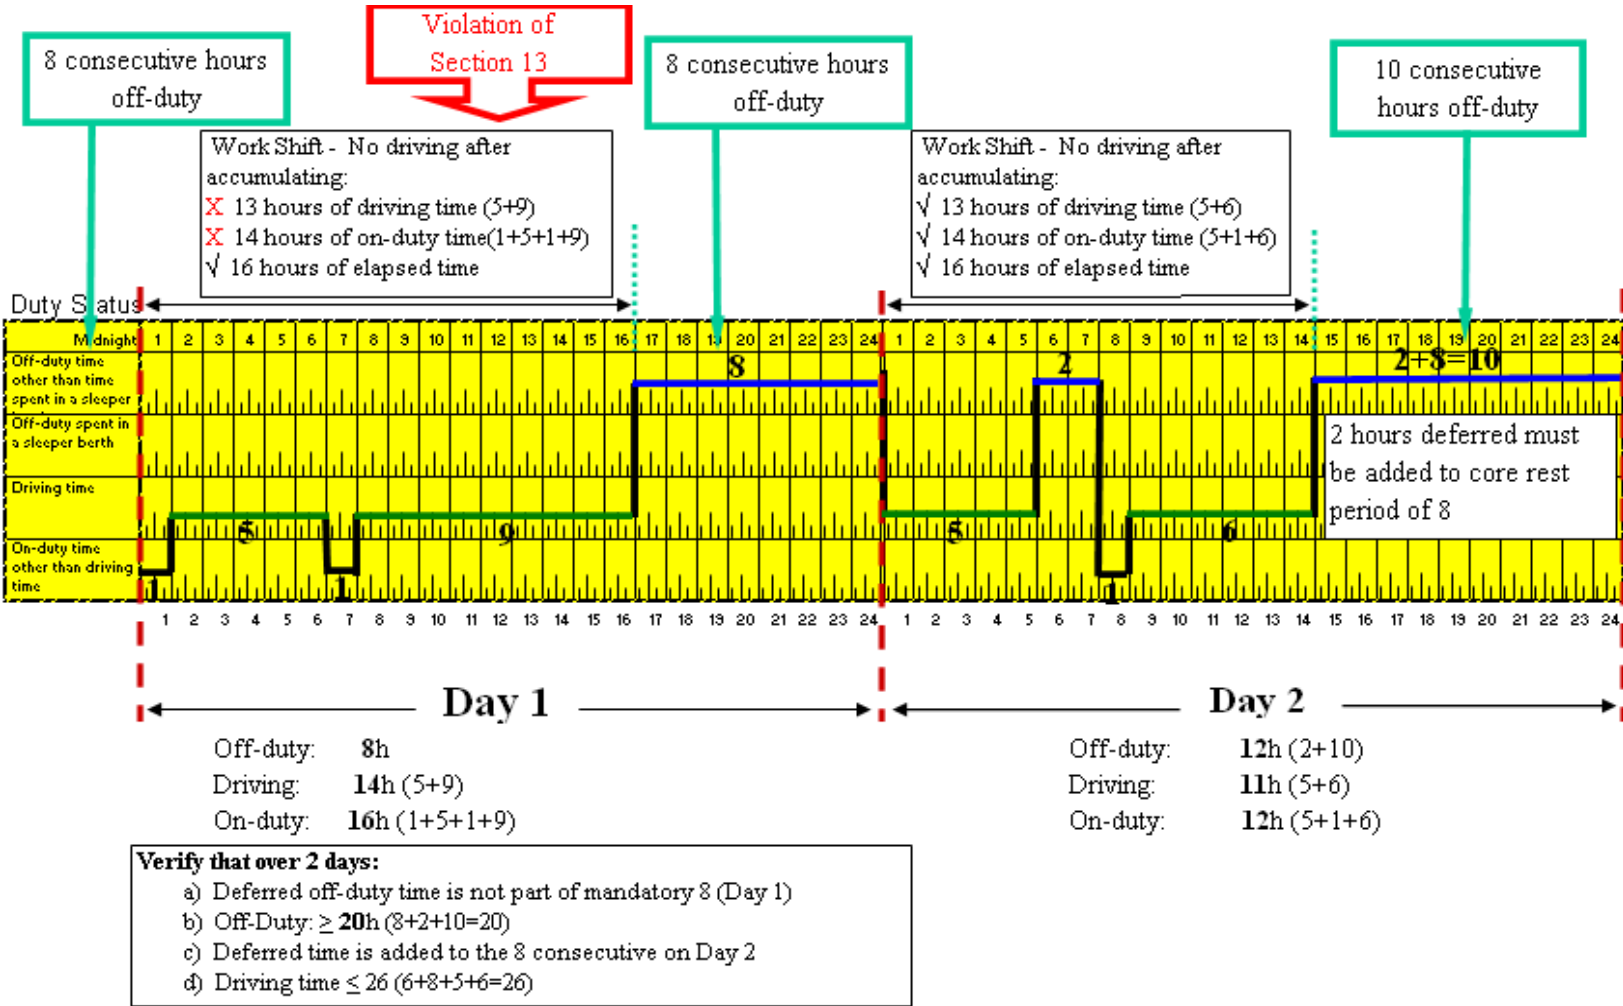 Violation of
Section 13
8 consecutive hours
off-duty
8 consecutive hours
off-duty
10 consecutive
hours off-duty
Work Shift - No driving after
accumulating:
X 13 hours of driving time (5+9)
X 14 hours of on-duty time(1+5+1+9)
√ 16 hours of elapsed time
Work Shift - No driving after
accumulating:
√ 13 hours of driving time (5+6)
√ 14 hours of on-duty time (5+1+6)
√ 16 hours of elapsed time
Duty Status
Midnight 1 2 3 4 5 6 7 8 9 10 11 12 13 14 15 16 17 18 19 20 21 22 23 24 1 2 3 4 5 6 7 8 9 10 11 12 13 14 15 16 17 18 19 20 21 22 23 24
Off-duty time
other than time
spent in a sleeper
8
2
2+8=10
Off-duty spent in
a sleeper berth
2 hours deferred must
be added to core rest
period of 8
Driving time
5
9
5
6
On-duty time
other than driving
time
1
1
1
1 2 3 4 5 6 7 8 9 10 11 12 13 14 15 16 17 18 19 20 21 22 23 24 1 2 3 4 5 6 7 8 9 10 11 12 13 14 15 16 17 18 19 20 21 22 23 24
Day 1
Day 2
Off-duty: 8h
Driving: 14h (5+9)
On-duty: 16h (1+5+1+9)
Off-duty: 12h (2+10)
Driving: 11h (5+6)
On-duty: 12h (5+1+6)
Verify that over 2 days:
a) Deferred off-duty time is not part of mandatory 8 (Day 1)
b) Off-Duty: ≥ 20h (8+2+10=20)
c) Deferred time is added to the 8 consecutive on Day 2
d) Driving time ≤ 26 (6+8+5+6=26)